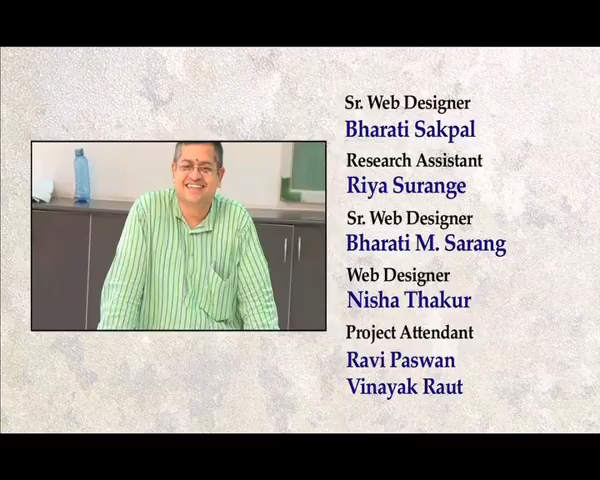 Sr. Web Designer
Bharati Sakpal
Research Assistant
Riya Surange
Sr. Web Designer
Bharati M. Sarang
Web Designer
Nisha Thakur
Project Attendant
Ravi Paswan
Vinayak Raut